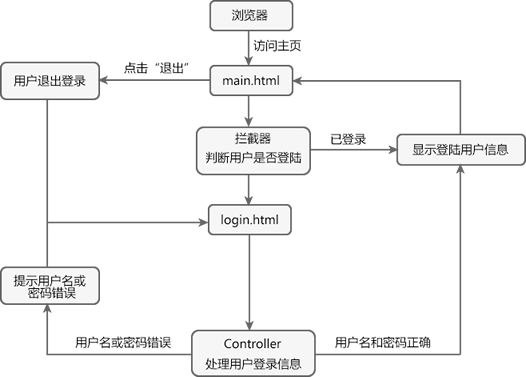 浏览器
访问主页
用户退出登录
点击“退出”
main.html
拦截器
判断用户是否登陆
已登录
显示登陆用户信息
login.html
提示用户名或
密码错误
用户名或密码错误
Controller
处理用户登录信息
用户名和密码正确